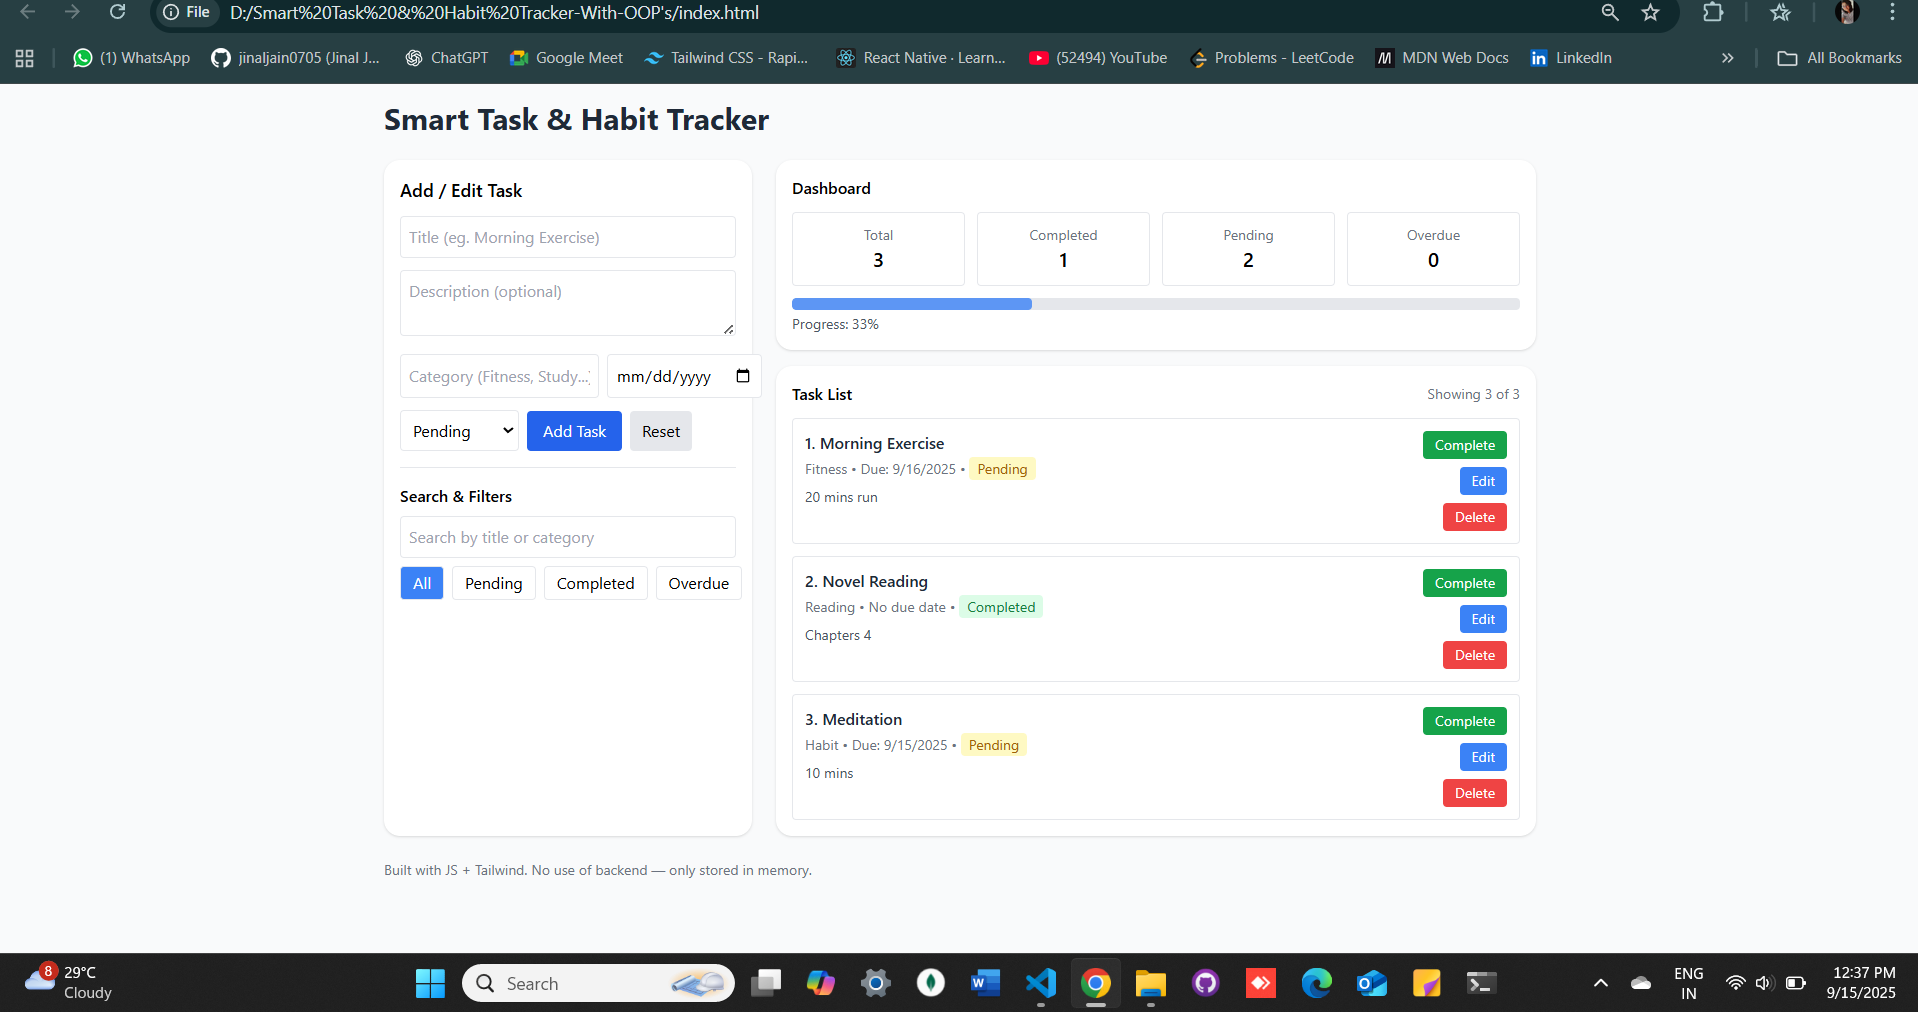 File D:/Smart%20Task%20&%20Habit%20Tracker-With-OOP's/index.html
(1) WhatsApp
jinaljain0705 (Jinal J...
ChatGPT
Google Meet
Tailwind CSS - Rapi...
React Native · Learn...
(52494) YouTube
Problems - LeetCode
M MDN Web Docs
in LinkedIn
» All Bookmarks
Smart Task & Habit Tracker
Add / Edit Task
Title (eg. Morning Exercise)
Description (optional)
Category (Fitness, Study...)
mm/dd/yyyy
Pending
Add Task
Reset
Search & Filters
Search by title or category
All
Pending
Completed
Overdue
Dashboard
Total
3
Completed
1
Pending
2
Overdue
0
Progress: 33%
Task List
Showing 3 of 3
1. Morning Exercise
Fitness • Due: 9/16/2025 • Pending
20 mins run
Complete
Edit
Delete
2. Novel Reading
Reading • No due date • Completed
Chapters 4
Complete
Edit
Delete
3. Meditation
Habit • Due: 9/15/2025 • Pending
10 mins
Complete
Edit
Delete
Built with JS + Tailwind. No use of backend — only stored in memory.
8
29°C
Cloudy
Search
ENG
IN
12:37 PM
9/15/2025